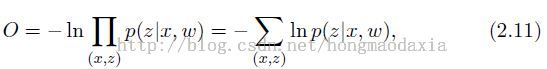 O = − ln ∏_{(x,z)} p(z|x, w) = − ∑_{(x,z)} ln p(z|x, w), (2.11)
http://blog.csdn.net/hongmaodaxia